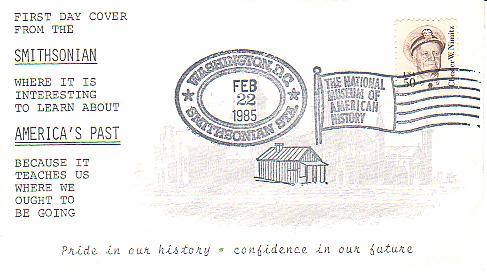 FIRST DAY COVER
FROM THE
SMITHSONIAN
WHERE IT IS
INTERESTING
TO LEARN ABOUT
AMERICA'S PAST
BECAUSE IT
TEACHES US
WHERE WE
OUGHT TO
BE GOING
WASHINGTON, D.C.
FEB
22
1985
SMITHSONIAN STA
THE NATIONAL
MUSEUM OF
AMERICAN
HISTORY
USA
50
Chester W. Nimitz
Pride in our history * confidence in our future